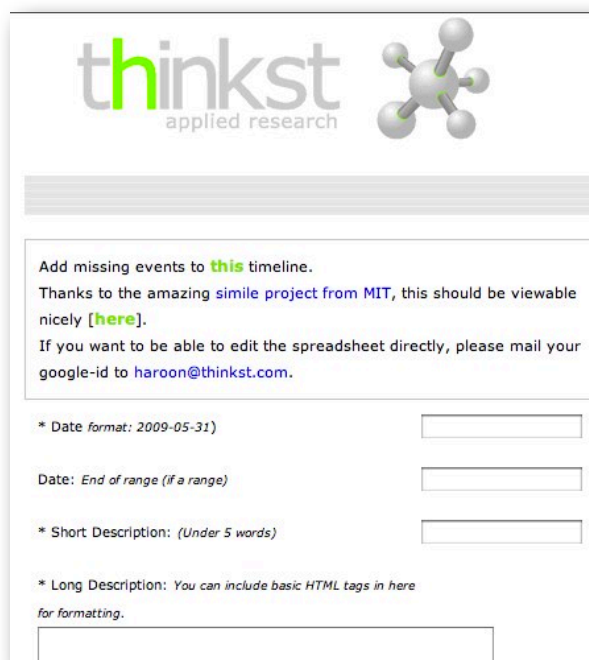 thinkst
applied research
Add missing events to this timeline.
Thanks to the amazing simile project from MIT, this should be viewable
nicely [here].
If you want to be able to edit the spreadsheet directly, please mail your
google-id to haroon@thinkst.com.
* Date format: 2009-05-31)
Date: End of range (if a range)
* Short Description: (Under 5 words)
* Long Description: You can include basic HTML tags in here
for formatting.